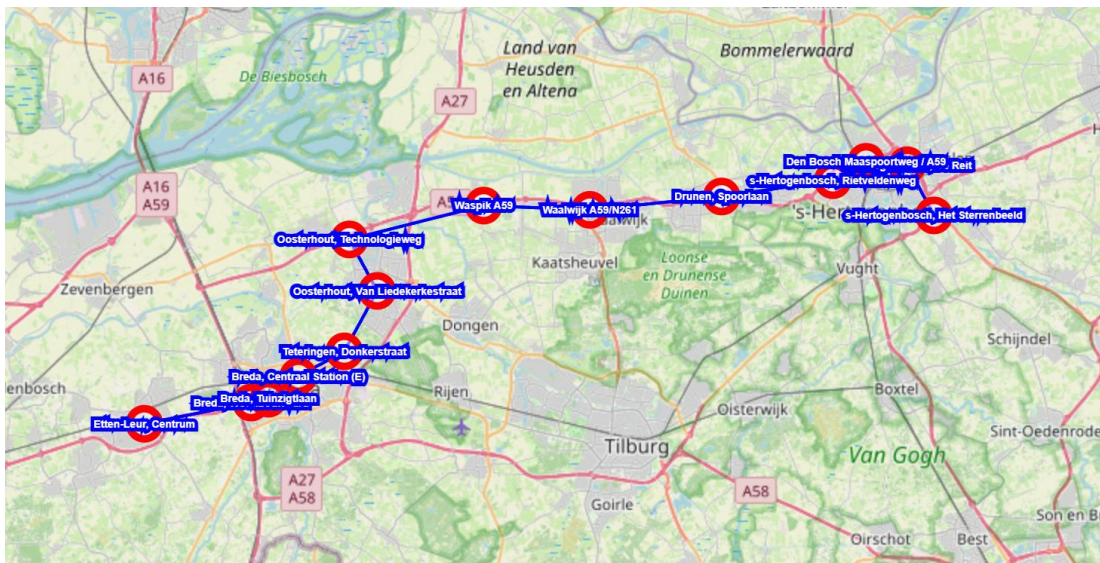 A16
De Biesbosch
Land van
Heusden
en Altena
Bommelerwaard
A27
A16
A59
Den Bosch Maaspoortweg / A59
Reit
s-Hertogenbosch, Rietveldenweg
Drunen, Spoorlaan
Waspik A59
Waalwijk A59/N261
s-Hertogenbosch, Het Sterrenbeeld
Oosterhout, Technologieweg
Kaatsheuvel
Loonse
en Drunense
Duinen
Vught
Zevenbergen
Oosterhout, Van Liedekerkestraat
Dongen
Schijndel
Teteringen, Donkerstraat
Breda, Centraal Station (E)
Breda, Tuinzigtlaan
Rijen
Boxtel
Oisterwijk
Etten-Leur, Centrum
Tilburg
Sint-Oedenrode
Van Gogh
A27
A58
A58
Goirle
Oirschot
Best
Son en B